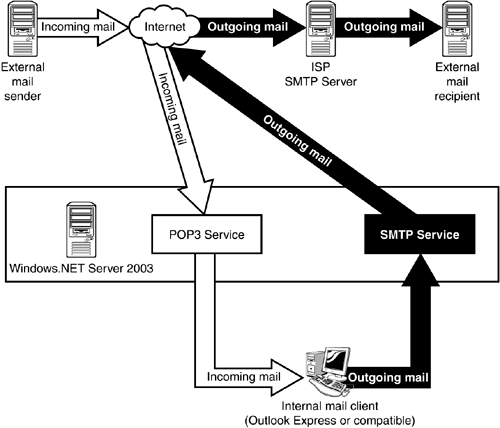 Incoming mail
Internet
Outgoing mail
Outgoing mail
External
mail
sender
ISP
SMTP Server
External
mail
recipient
Incoming mail
Outgoing mail
POP3 Service
SMTP Service
Windows.NET Server 2003
Incoming mail
Outgoing mail
Internal mail client
(Outlook Express or compatible)